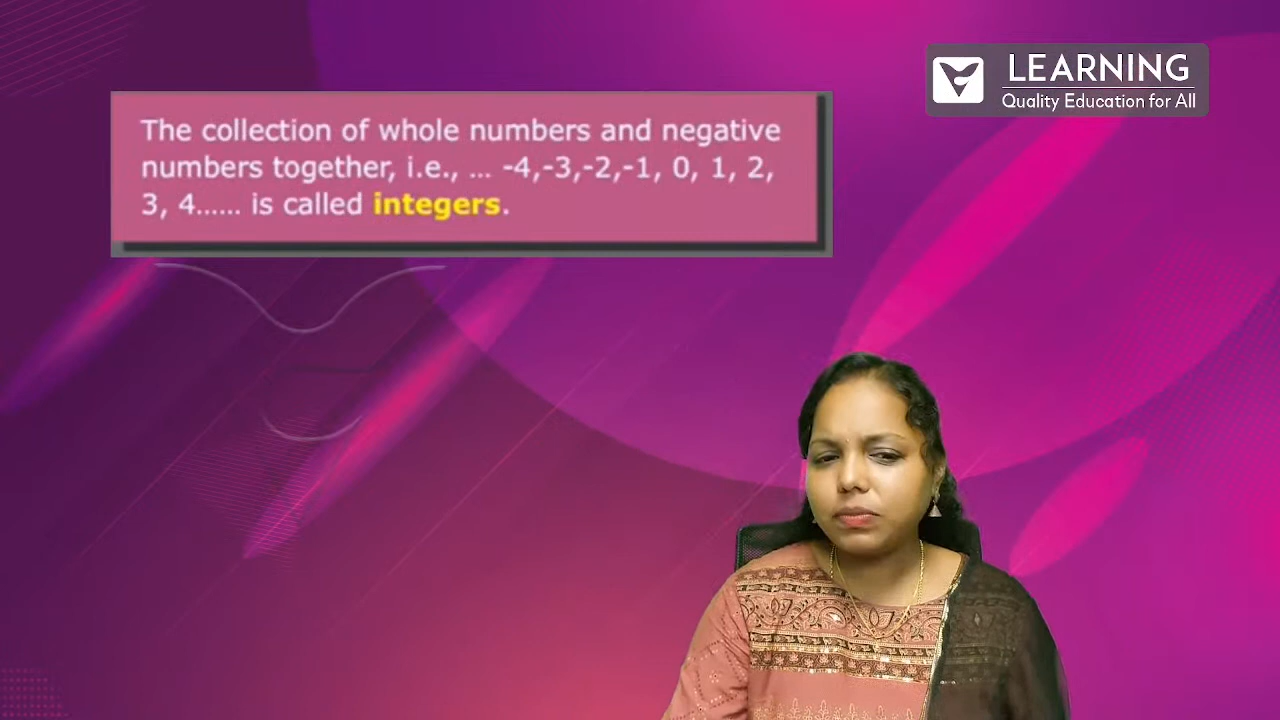 LEARNING
Quality Education for All
The collection of whole numbers and negative
numbers together, i.e., ... -4,-3,-2,-1, 0, 1, 2,
3, 4...... is called integers.